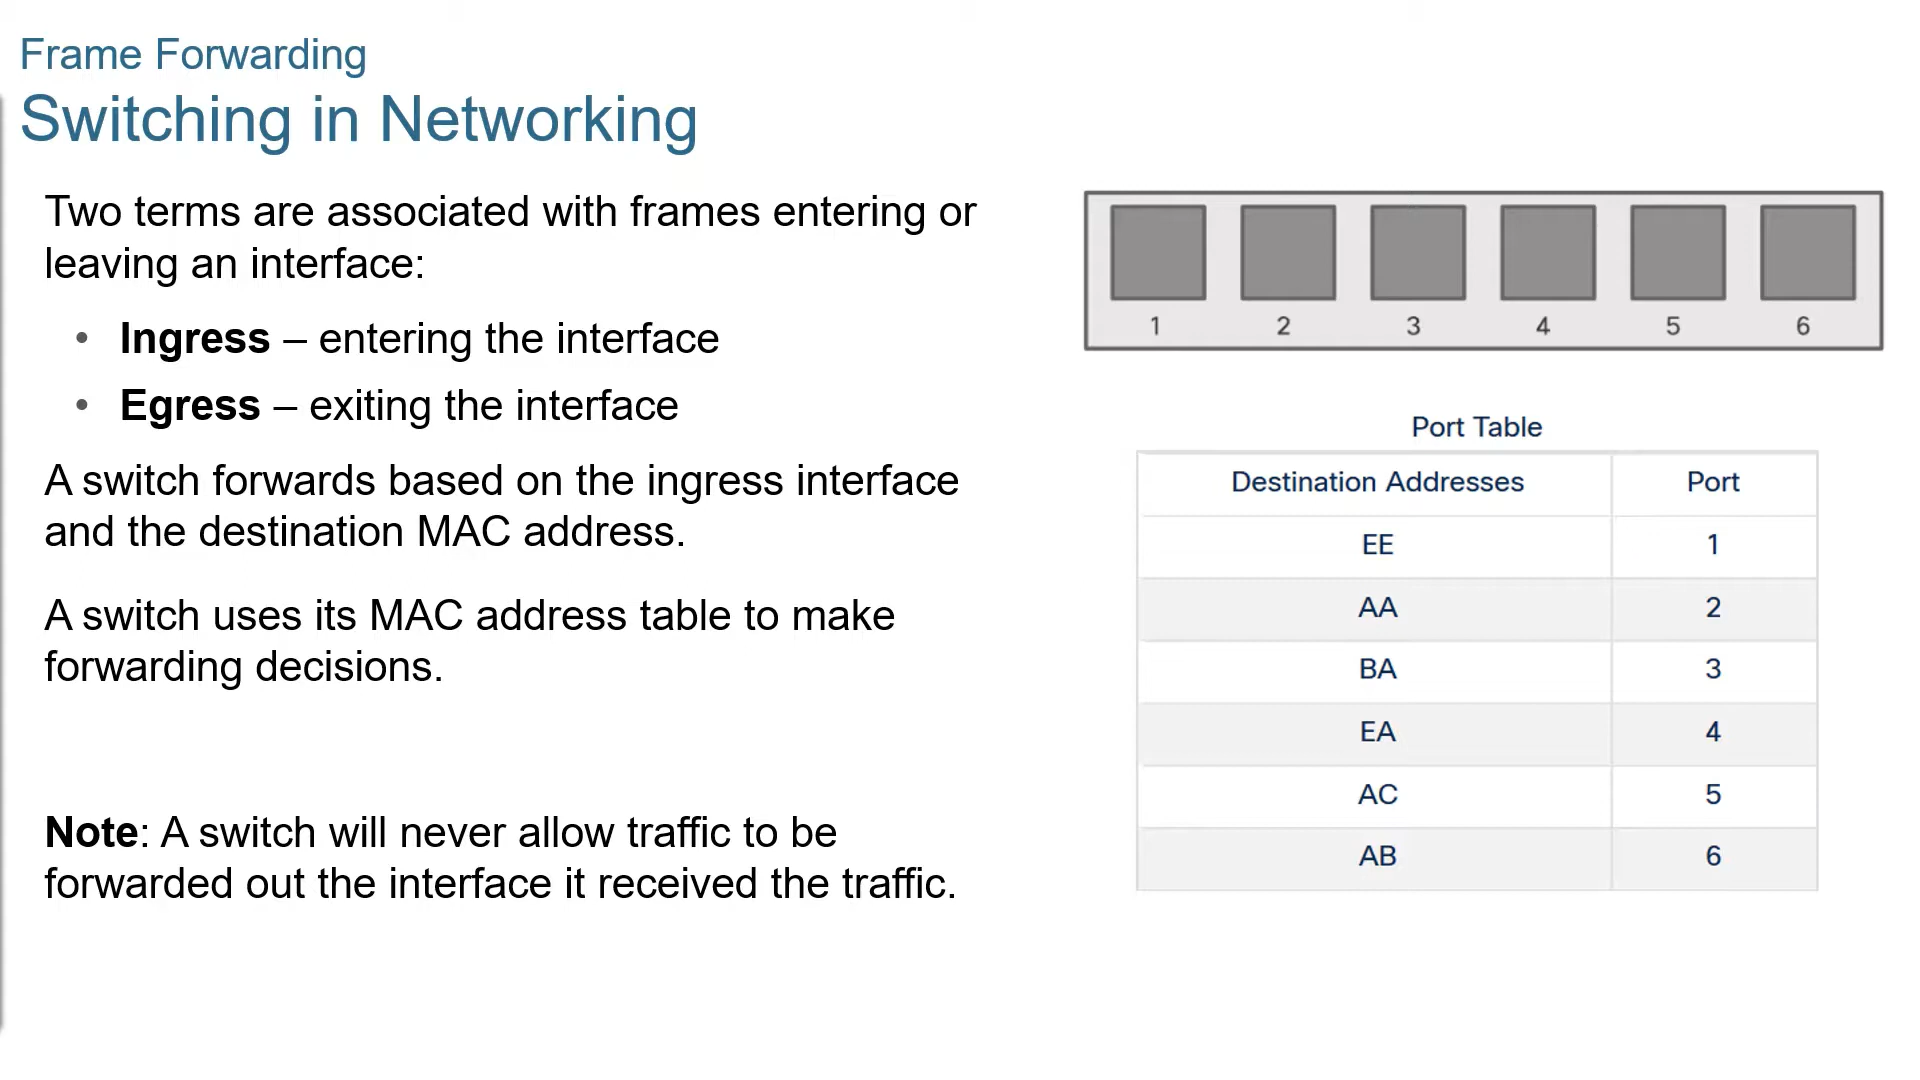 Frame Forwarding
Switching in Networking
Two terms are associated with frames entering or
leaving an interface:
• Ingress – entering the interface
• Egress – exiting the interface
A switch forwards based on the ingress interface
and the destination MAC address.
A switch uses its MAC address table to make
forwarding decisions.
Note: A switch will never allow traffic to be
forwarded out the interface it received the traffic.
1 2 3 4 5 6
Port Table
Destination Addresses Port
EE 1
AA 2
BA 3
EA 4
AC 5
AB 6